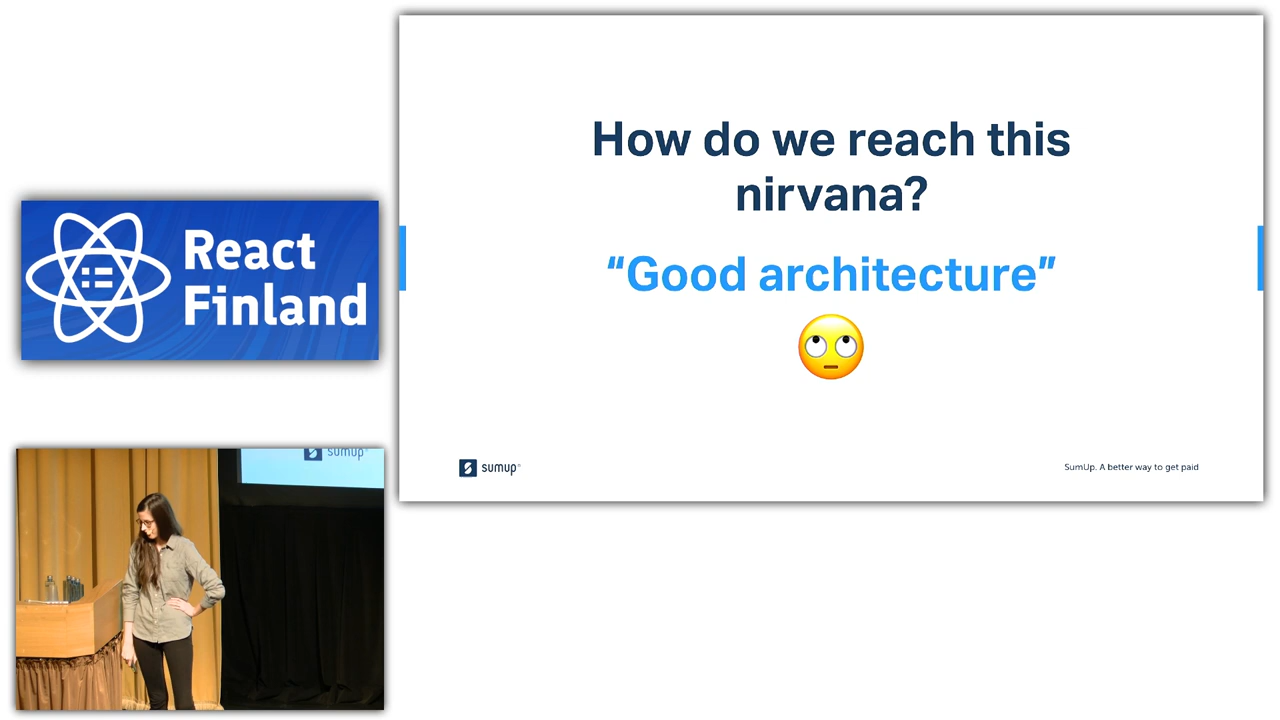 React
Finland
How do we reach this
nirvana?
“Good architecture”
sumup
SumUp. A better way to get paid
sumup